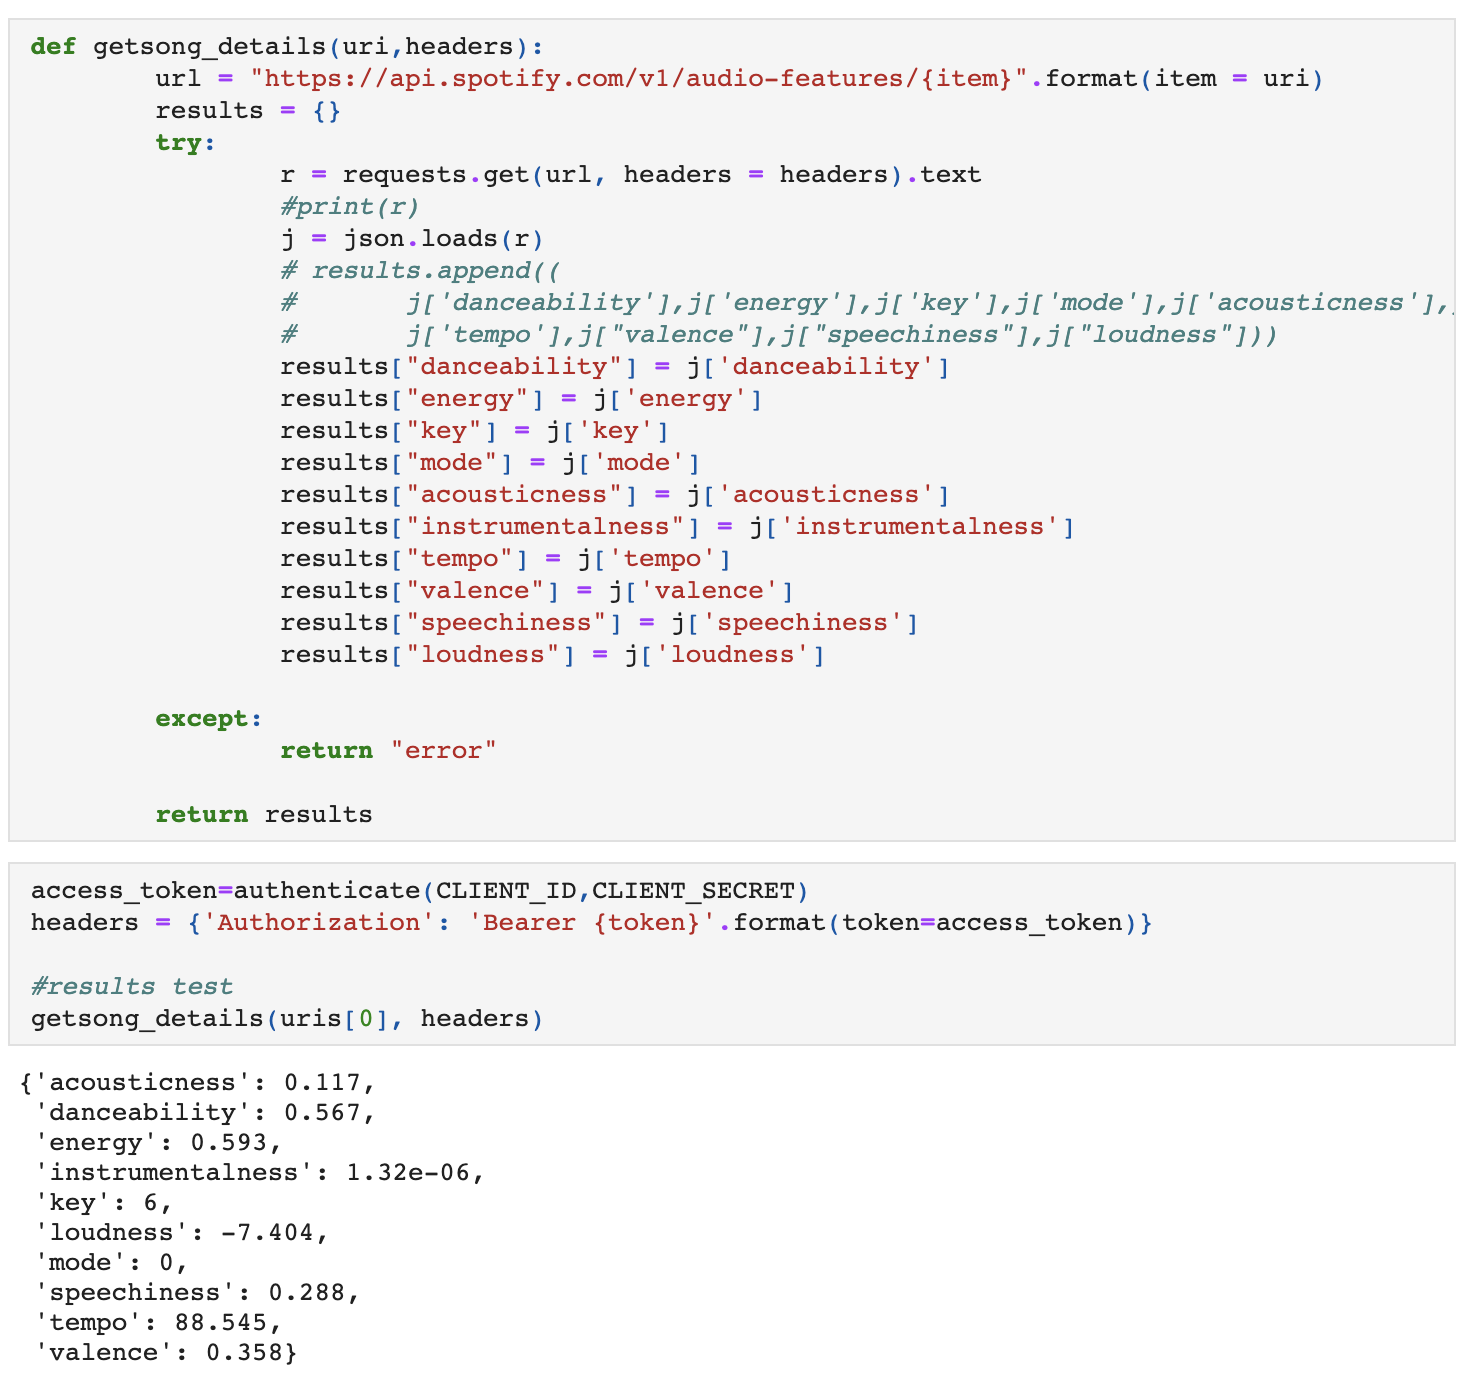 def getsong_details(uri,headers):
        url = "https://api.spotify.com/v1/audio-features/{item}".format(item = uri)
        results = {}
        try:
                r = requests.get(url, headers = headers).text
                #print(r)
                j = json.loads(r)
                # results.append((
                #       j['danceability'],j['energy'],j['key'],j['mode'],j['acousticness'],
                #       j['tempo'],j["valence"],j["speechiness"],j["loudness"]))
                results["danceability"] = j['danceability']
                results["energy"] = j['energy']
                results["key"] = j['key']
                results["mode"] = j['mode']
                results["acousticness"] = j['acousticness']
                results["instrumentalness"] = j['instrumentalness']
                results["tempo"] = j['tempo']
                results["valence"] = j['valence']
                results["speechiness"] = j['speechiness']
                results["loudness"] = j['loudness']
        except:
                return "error"
        return results
access_token=authenticate(CLIENT_ID,CLIENT_SECRET)
headers = {'Authorization': 'Bearer {token}'.format(token=access_token)}
#results test
getsong_details(uris[0], headers)
{'acousticness': 0.117,
 'danceability': 0.567,
 'energy': 0.593,
 'instrumentalness': 1.32e-06,
 'key': 6,
 'loudness': -7.404,
 'mode': 0,
 'speechiness': 0.288,
 'tempo': 88.545,
 'valence': 0.358}